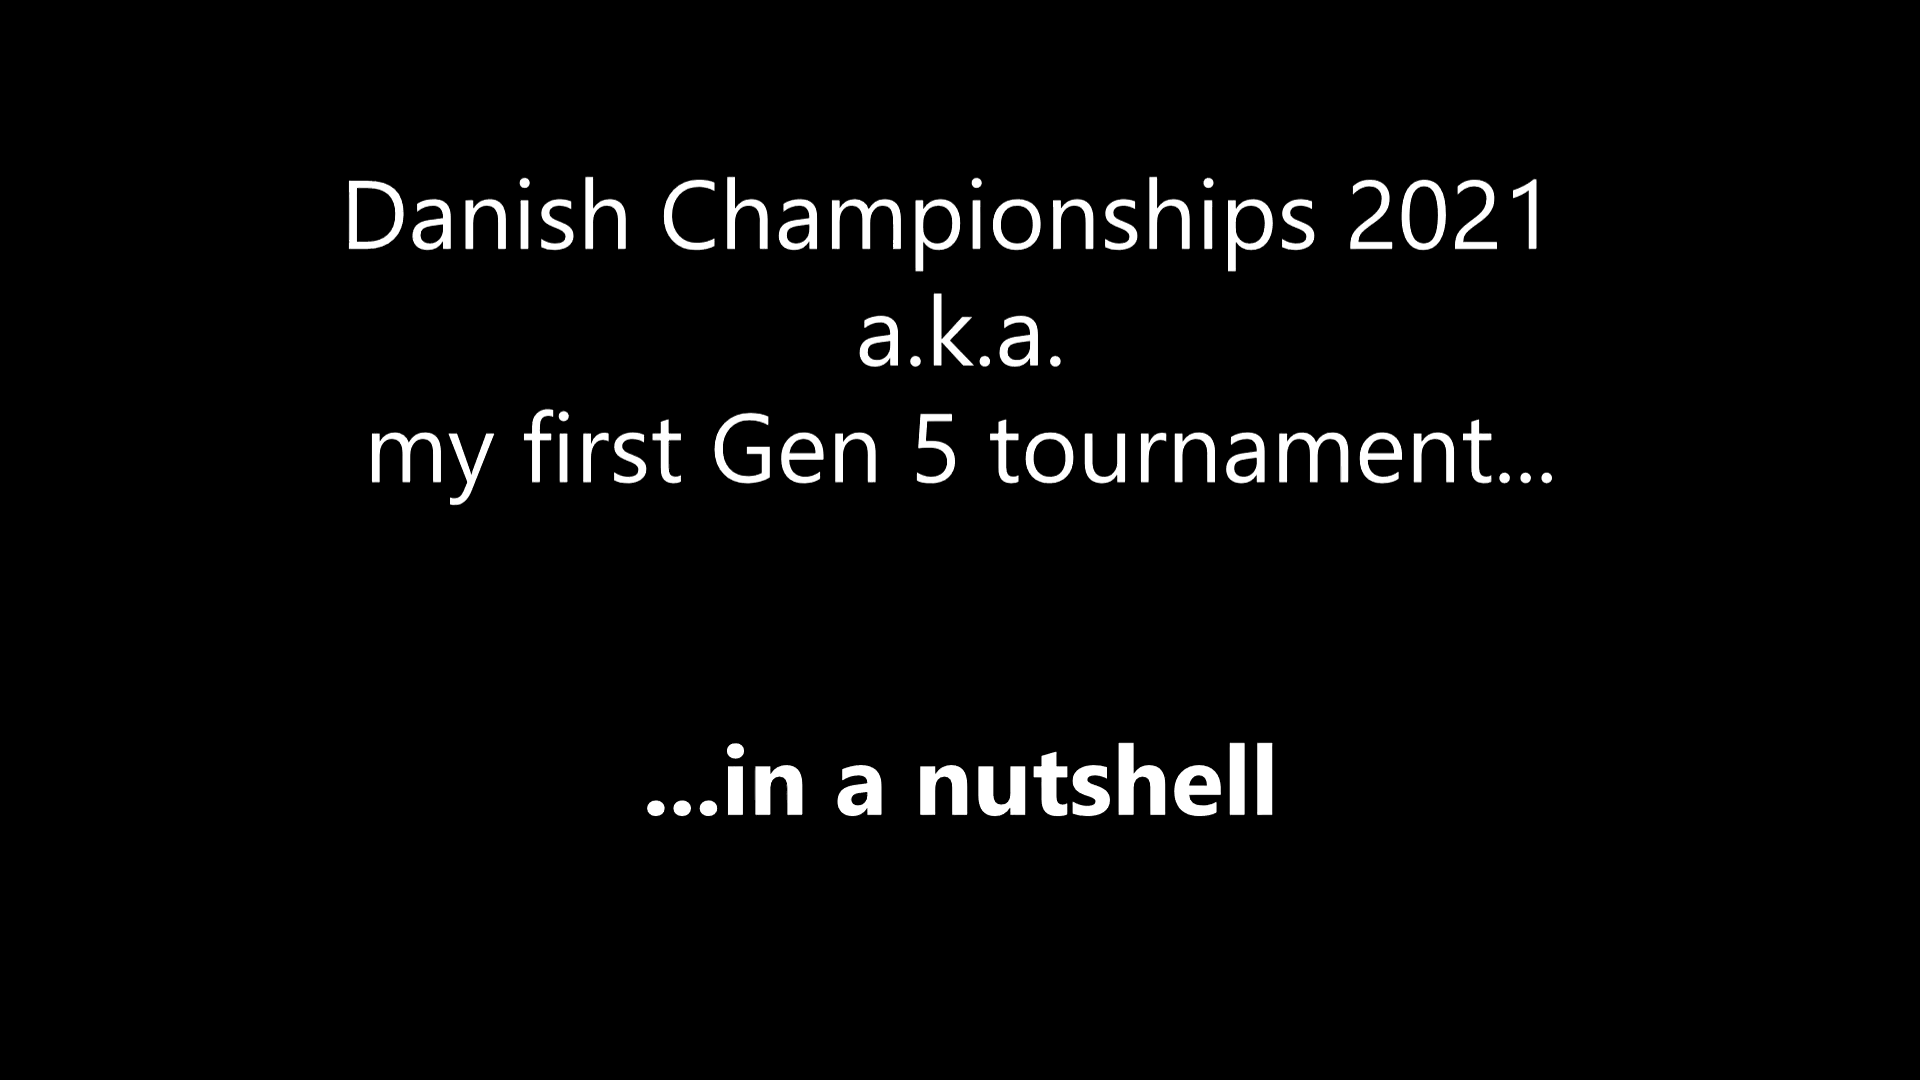 Danish Championships 2021
a.k.a.
my first Gen 5 tournament...
...in a nutshell